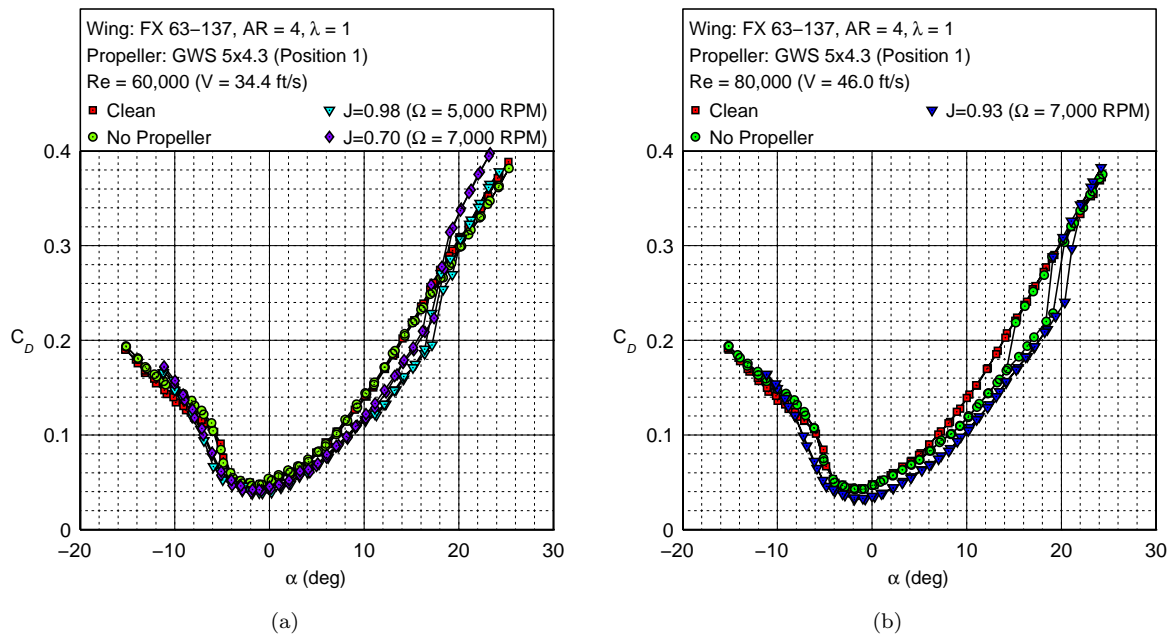 Wing: FX 63−137, AR = 4, λ = 1
Propeller: GWS 5x4.3 (Position 1)
Re = 60,000 (V = 34.4 ft/s)
Clean
J=0.98 (Ω = 5,000 RPM)
No Propeller
J=0.70 (Ω = 7,000 RPM)
0.4
0.3
0.2
0.1
0
C_D
−20
−10
0
10
20
30
α (deg)
(a)
Wing: FX 63−137, AR = 4, λ = 1
Propeller: GWS 5x4.3 (Position 1)
Re = 80,000 (V = 46.0 ft/s)
Clean
J=0.93 (Ω = 7,000 RPM)
No Propeller
0.4
0.3
0.2
0.1
0
C_D
−20
−10
0
10
20
30
α (deg)
(b)